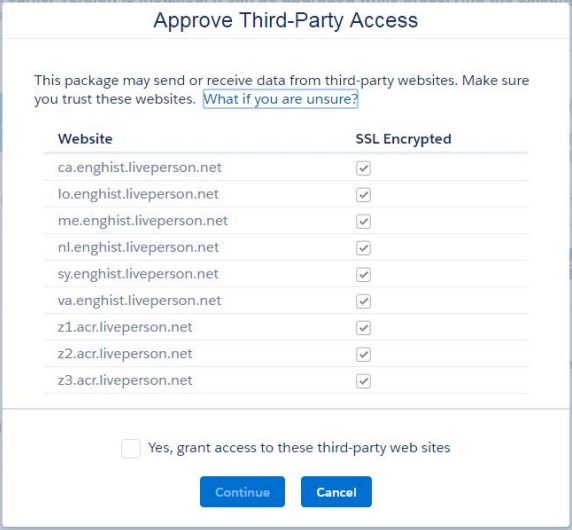 Approve Third-Party Access
This package may send or receive data from third-party websites. Make sure
you trust these websites. What if you are unsure?
Website SSL Encrypted
ca.enghist.liveperson.net
lo.enghist.liveperson.net
me.enghist.liveperson.net
nl.enghist.liveperson.net
sy.enghist.liveperson.net
va.enghist.liveperson.net
z1.acr.liveperson.net
z2.acr.liveperson.net
z3.acr.liveperson.net
Yes, grant access to these third-party web sites
Continue Cancel